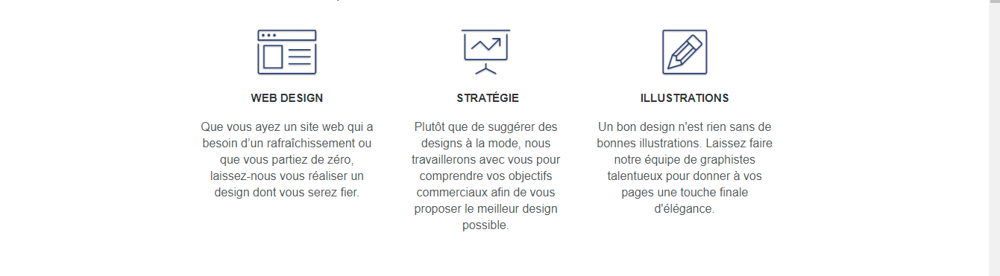 WEB DESIGN
Que vous ayez un site web qui a
besoin d’un rafraîchissement ou
que vous partiez de zéro,
laissez-nous vous réaliser un
design dont vous serez fier.
STRATÉGIE
Plutôt que de suggérer des
designs à la mode, nous
travaillerons avec vous pour
comprendre vos objectifs
commerciaux afin de vous
proposer le meilleur design
possible.
ILLUSTRATIONS
Un bon design n'est rien sans de
bonnes illustrations. Laissez faire
notre équipe de graphistes
talentueux pour donner à vos
pages une touche finale
d'élégance.